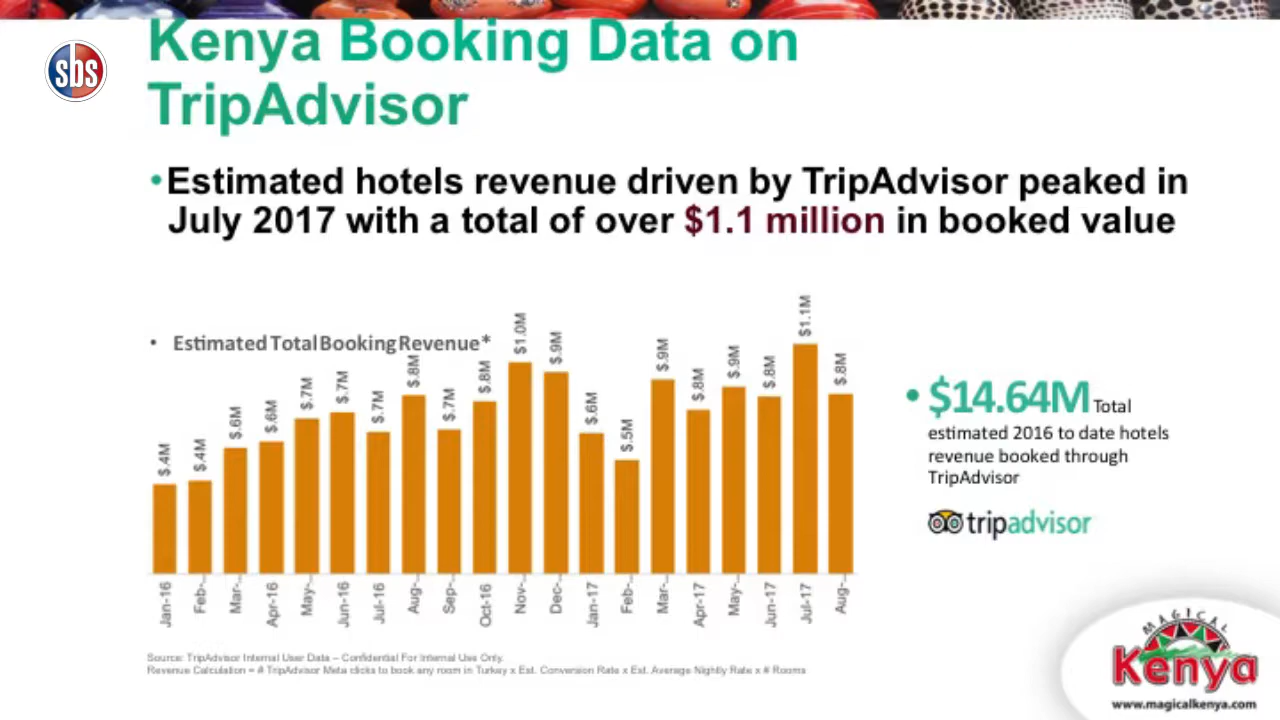 sbs
Kenya Booking Data on
TripAdvisor
•Estimated hotels revenue driven by TripAdvisor peaked in
July 2017 with a total of over $1.1 million in booked value
• Estimated Total Booking Revenue*
$.4M
$.4M
$.6M
$.6M
$.7M
$.7M
$.7M
$.8M
$.7M
$.8M
$1.0M
$.9M
$.6M
$.5M
$.9M
$.8M
$.9M
$.8M
$1.1M
$.8M
Jan-16
Feb-...
Mar-...
Apr-16
May-...
Jun-16
Jul-16
Aug-...
Sep-...
Oct-16
Nov-...
Dec-...
Jan-17
Feb-...
Mar-...
Apr-17
May-...
Jun-17
Jul-17
Aug-...
• $14.64M Total
estimated 2016 to date hotels
revenue booked through
TripAdvisor
tripadvisor
Source: TripAdvisor Internal User Data – Confidential For Internal Use Only.
Revenue Calculation = # TripAdvisor Meta clicks to book any room in Turkey x Est. Conversion Rate x Est. Average Nightly Rate x # Rooms
MAGICAL
Kenya
www.magicalkenya.com